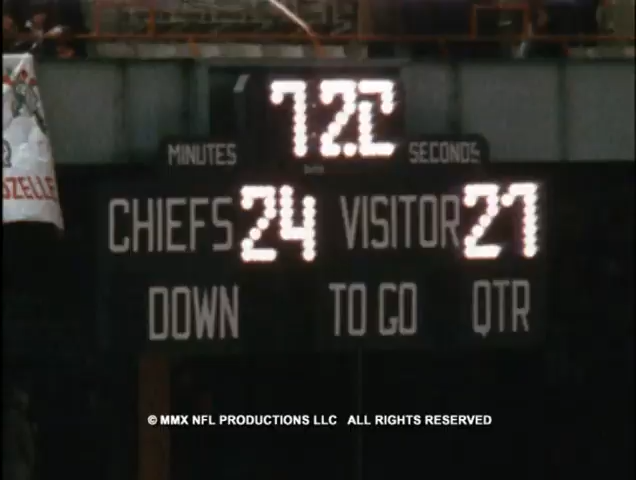 MINUTES SECONDS
CHIEFS 24 VISITOR 27
DOWN TO GO QTR
© MMX NFL PRODUCTIONS LLC ALL RIGHTS RESERVED